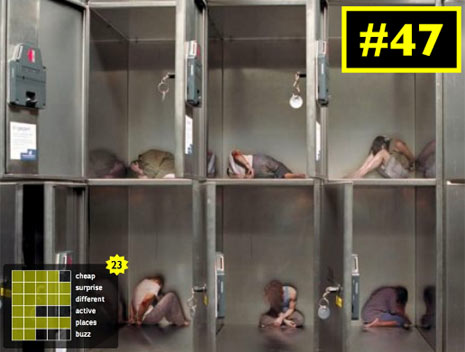 #47
23
cheap
surprise
different
active
places
buzz